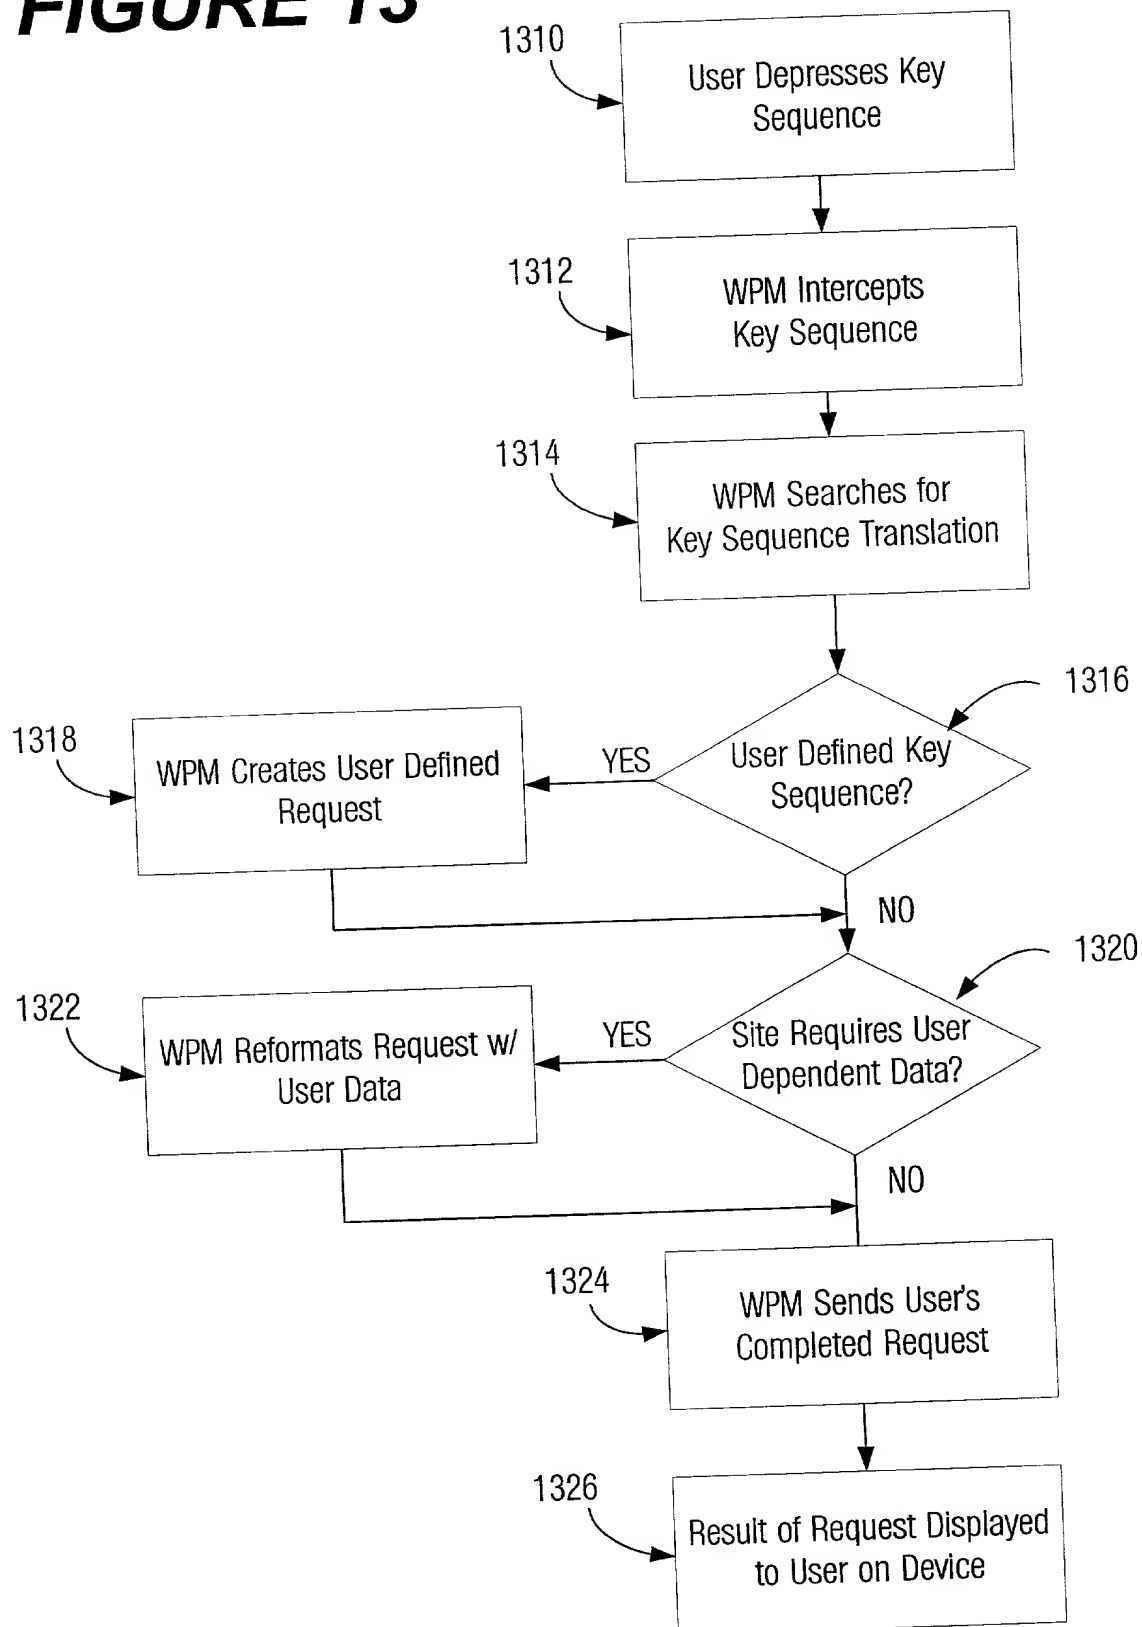 FIGURE 13
1310
User Depresses Key
Sequence
1312
WPM Intercepts
Key Sequence
1314
WPM Searches for
Key Sequence Translation
1316
User Defined Key
Sequence?
YES
1318
WPM Creates User Defined
Request
NO
1320
Site Requires User
Dependent Data?
YES
1322
WPM Reformats Request w/
User Data
NO
1324
WPM Sends User's
Completed Request
1326
Result of Request Displayed
to User on Device